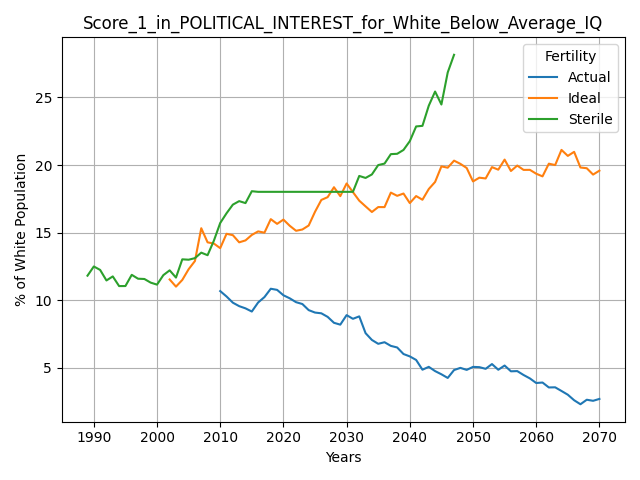 Score_1_in_POLITICAL_INTEREST_for_White_Below_Average_IQ
% of White Population
25
20
15
10
5
Fertility
Actual
Ideal
Sterile
1990 2000 2010 2020 2030 2040 2050 2060 2070
Years